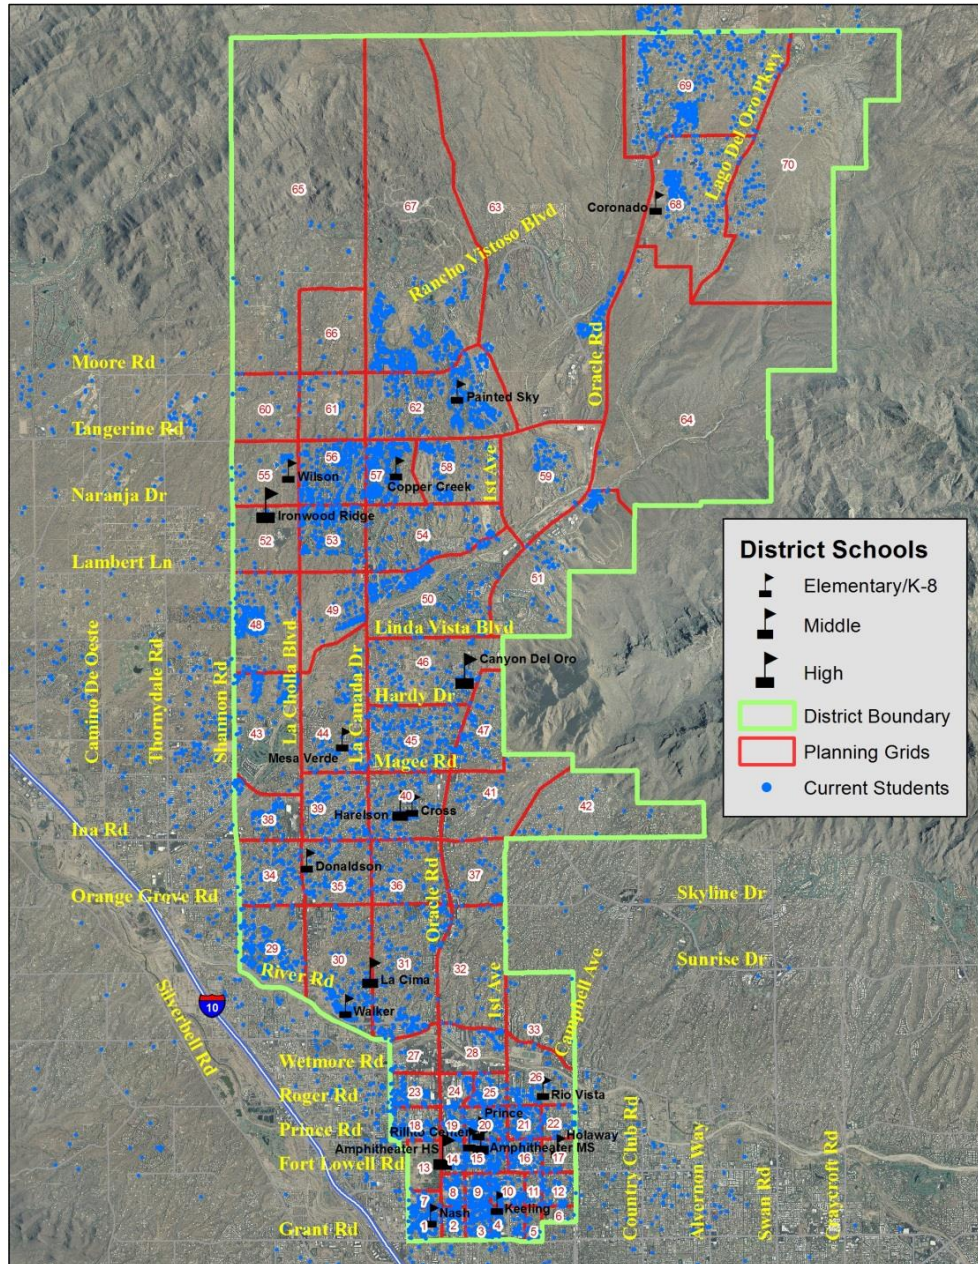 69
Lago Del Oro Pkwy
70
65
67
63
Coronado
68
Rancho Vistoso Blvd
66
Oracle Rd
Moore Rd
60
61
62
Painted Sky
64
Tangerine Rd
55
56
Wilson
57
58
Copper Creek
1st Ave
59
Naranja Dr
Ironwood Ridge
52
53
54
Lambert Ln
51
50
49
48
Linda Vista Blvd
Camino De Oeste
Thornydale Rd
Shannon Rd
La Cholla Blvd
La Canada Dr
46
Canyon Del Oro
Hardy Dr
43
44
45
47
Mesa Verde
Magee Rd
40
41
42
39
38
Harelson
Cross
Ina Rd
Donaldson
34
35
36
37
Oracle Rd
Orange Grove Rd
Skyline Dr
29
30
31
32
River Rd
Sunrise Dr
La Cima
1st Ave
Campbell Ave
10
Silverbell Rd
Walker
33
Wetmore Rd
27
28
26
Roger Rd
23
24
25
Rio Vista
Prince
Prince Rd
18
19
20
21
22
Rillito Center
Holaway
Amphitheater HS
Amphitheater MS
Fort Lowell Rd
13
14
15
16
17
Country Club Rd
Alvernon Way
Swan Rd
Craycroft Rd
7
8
9
10
11
12
Nash
Keeling
6
Grant Rd
1
2
3
4
5
District Schools
Elementary/K-8
Middle
High
District Boundary
Planning Grids
Current Students